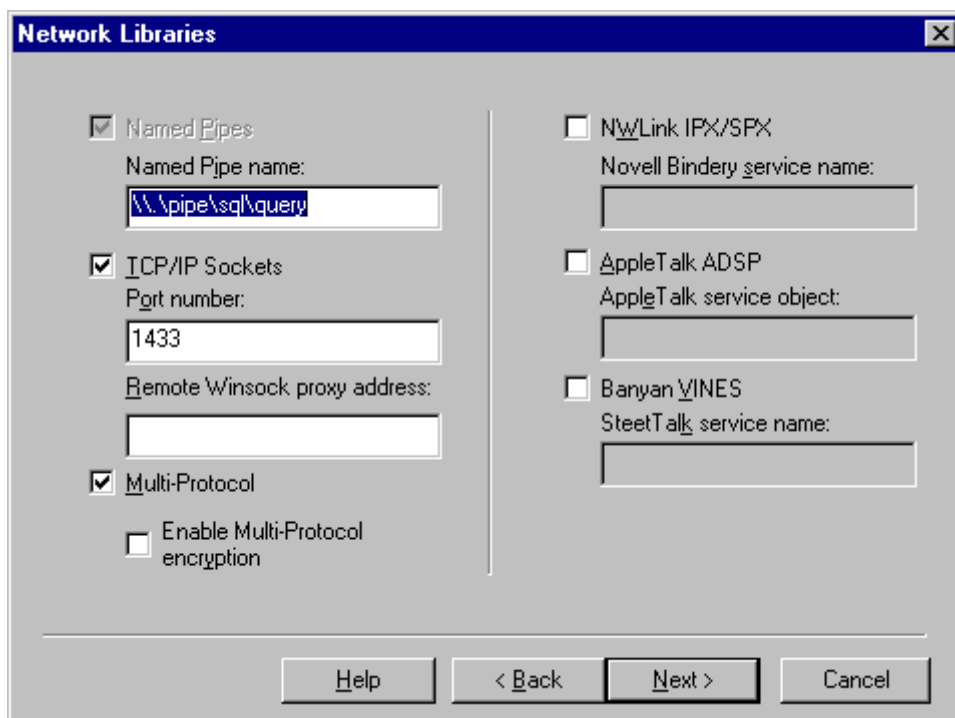 Network Libraries
Named Pipes
Named Pipe name:
\\.\pipe\sql\query
TCP/IP Sockets
Port number:
1433
Remote Winsock proxy address:
Multi-Protocol
Enable Multi-Protocol
encryption
NWLink IPX/SPX
Novell Bindery service name:
AppleTalk ADSP
AppleTalk service object:
Banyan VINES
SteetTalk service name:
Help
< Back
Next >
Cancel